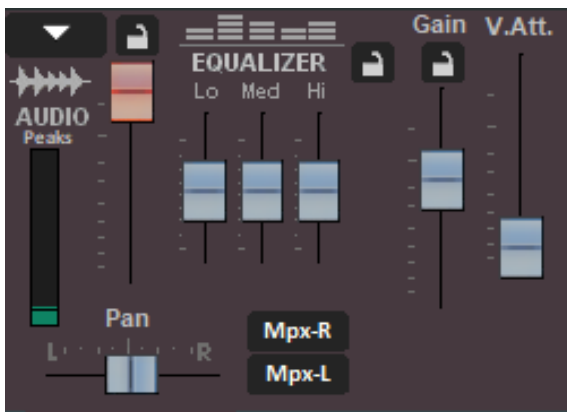 Gain V.Att.
EQUALIZER
Lo Med Hi
AUDIO
Peaks
Pan
L R
Mpx-R
Mpx-L